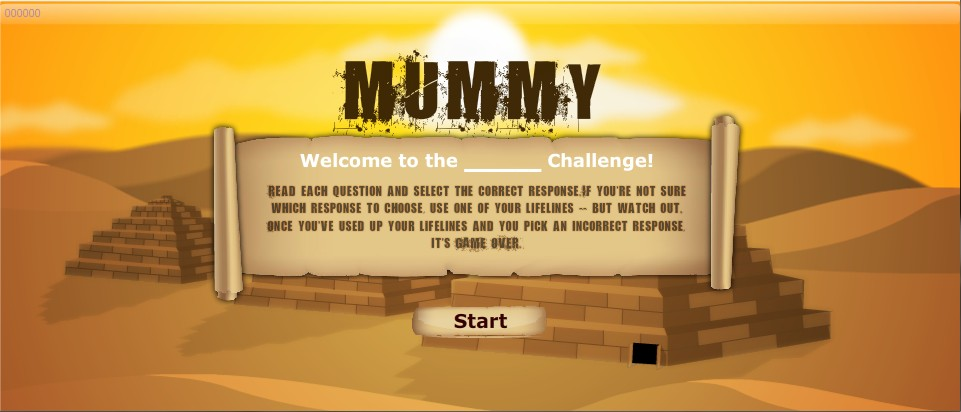 000000
MUMMY
Welcome to the ________ Challenge!
READ EACH QUESTION AND SELECT THE CORRECT RESPONSE.IF YOU'RE NOT SURE
WHICH RESPONSE TO CHOOSE, USE ONE OF YOUR LIFELINES -- BUT WATCH OUT.
ONCE YOU'VE USED UP YOUR LIFELINES AND YOU PICK AN INCORRECT RESPONSE,
IT'S GAME OVER.
Start